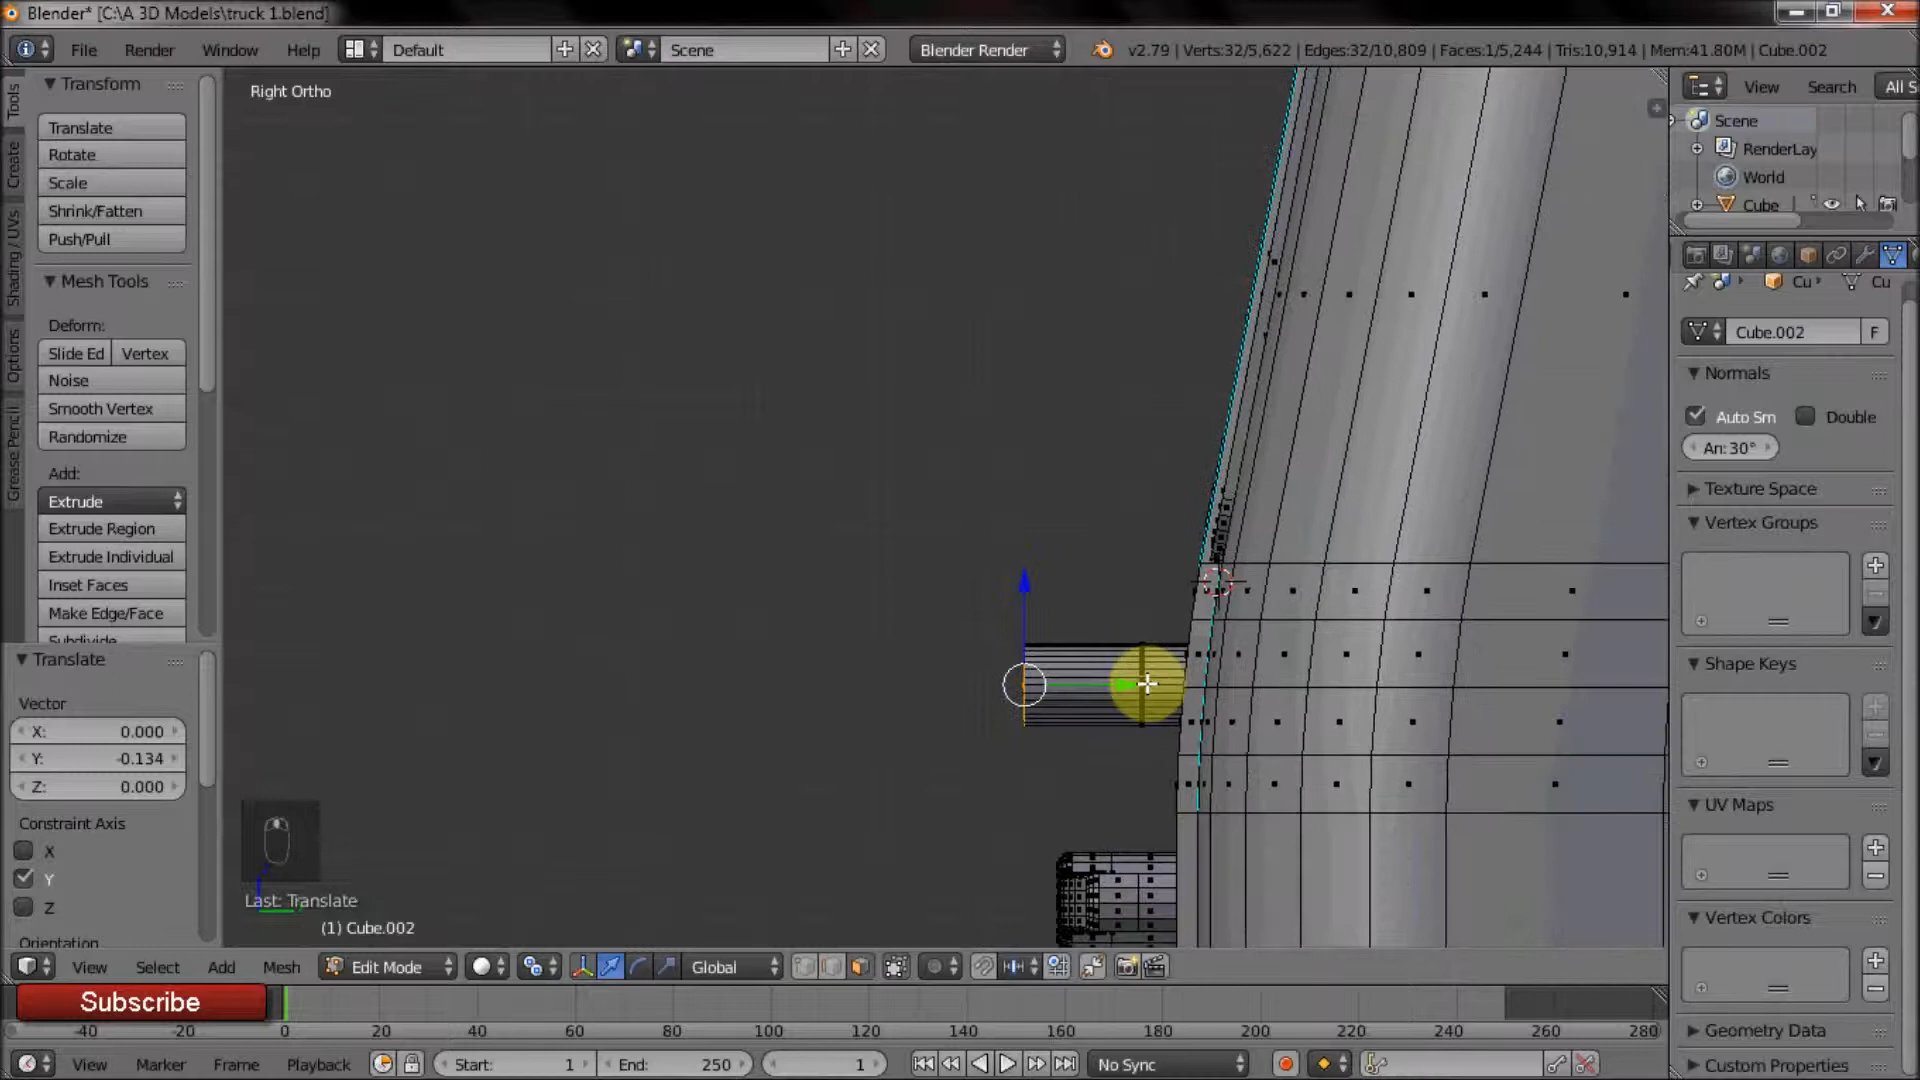 Blender* [C:\A 3D Models\truck 1.blend]
File Render Window Help Default Scene Blender Render v2.79 | Verts:32/5,622 | Edges:32/10,809 | Faces:1/5,244 | Tris:10,914 | Mem:41.80M | Cube.002
Tools
Create
Shading / UVs
Options
Grease Pencil
Transform
Translate
Rotate
Scale
Shrink/Fatten
Push/Pull
Mesh Tools
Deform:
Slide Ed Vertex
Noise
Smooth Vertex
Randomize
Add:
Extrude
Extrude Region
Extrude Individual
Inset Faces
Make Edge/Face
Subdivide
Translate
Vector
X: 0.000
Y: -0.134
Z: 0.000
Constraint Axis
X
Y
Z
Orientation
Right Ortho
Last: Translate
(1) Cube.002
View Search All S
Scene
RenderLay
World
Cube
Cu Cu
Cube.002 F
Normals
Auto Sm Double
An: 30°
Texture Space
Vertex Groups
Shape Keys
UV Maps
Vertex Colors
Geometry Data
Custom Properties
View Select Add Mesh Edit Mode Global
Subscribe
-40 -20 0 20 40 60 80 100 120 140 160 180 200 220 240 260 280
View Marker Frame Playback Start: 1 End: 250 1 No Sync